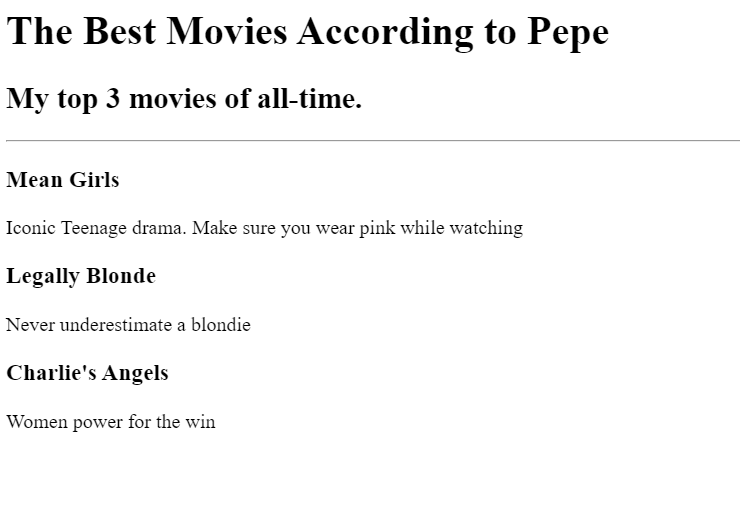 The Best Movies According to Pepe
My top 3 movies of all-time.
Mean Girls
Iconic Teenage drama. Make sure you wear pink while watching
Legally Blonde
Never underestimate a blondie
Charlie's Angels
Women power for the win